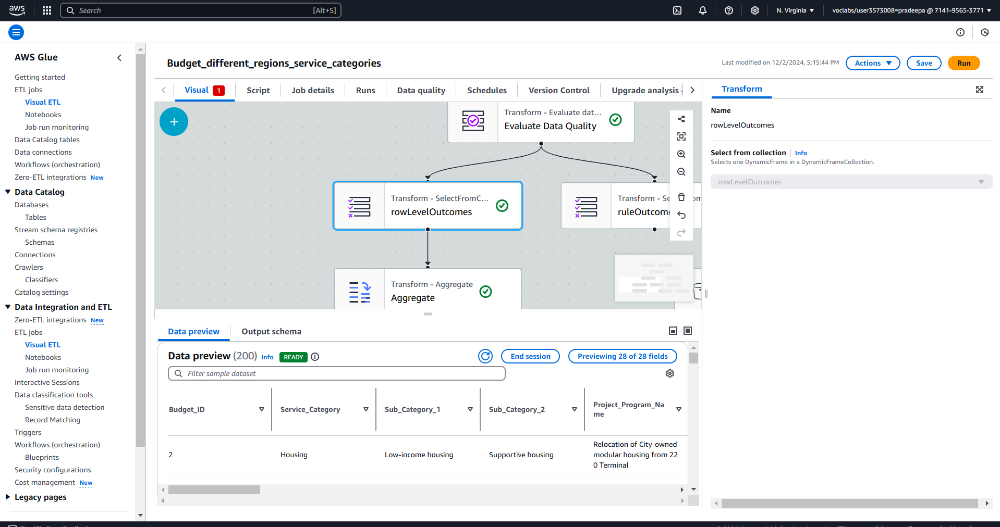 aws
Search
[Alt+S]
N. Virginia
voclabs/user3573008=pradeepa @ 7141-9565-3771
AWS Glue
Getting started
ETL jobs
Visual ETL
Notebooks
Job run monitoring
Data Catalog tables
Data connections
Workflows (orchestration)
Zero-ETL integrations New
Data Catalog
Databases
Tables
Stream schema registries
Schemas
Connections
Crawlers
Classifiers
Catalog settings
Data Integration and ETL
Zero-ETL integrations New
ETL jobs
Visual ETL
Notebooks
Job run monitoring
Interactive Sessions
Data classification tools
Sensitive data detection
Record Matching
Triggers
Workflows (orchestration)
Blueprints
Security configurations
Cost management New
Legacy pages
Budget_different_regions_service_categories
Last modified on 12/2/2024, 5:15:44 PM
Actions
Save
Run
Visual 1
Script
Job details
Runs
Data quality
Schedules
Version Control
Upgrade analysis -
Transform - Evaluate dat...
Evaluate Data Quality
Transform - SelectFromC...
rowLevelOutcomes
Transform - Se
om
ruleOutcome
Transform - Aggregate
Aggregate
Transform
Name
rowLevelOutcomes
Select from collection Info
Selects one DynamicFrame in a DynamicFrameCollection.
rowLevelOutcomes
Data preview
Output schema
Data preview (200) Info READY
End session
Previewing 28 of 28 fields
Filter sample dataset
Budget_ID
Service_Category
Sub_Category_1
Sub_Category_2
Project_Program_Na
me
2
Housing
Low-income housing
Supportive housing
Relocation of City-owned
modular housing from 22
0 Terminal